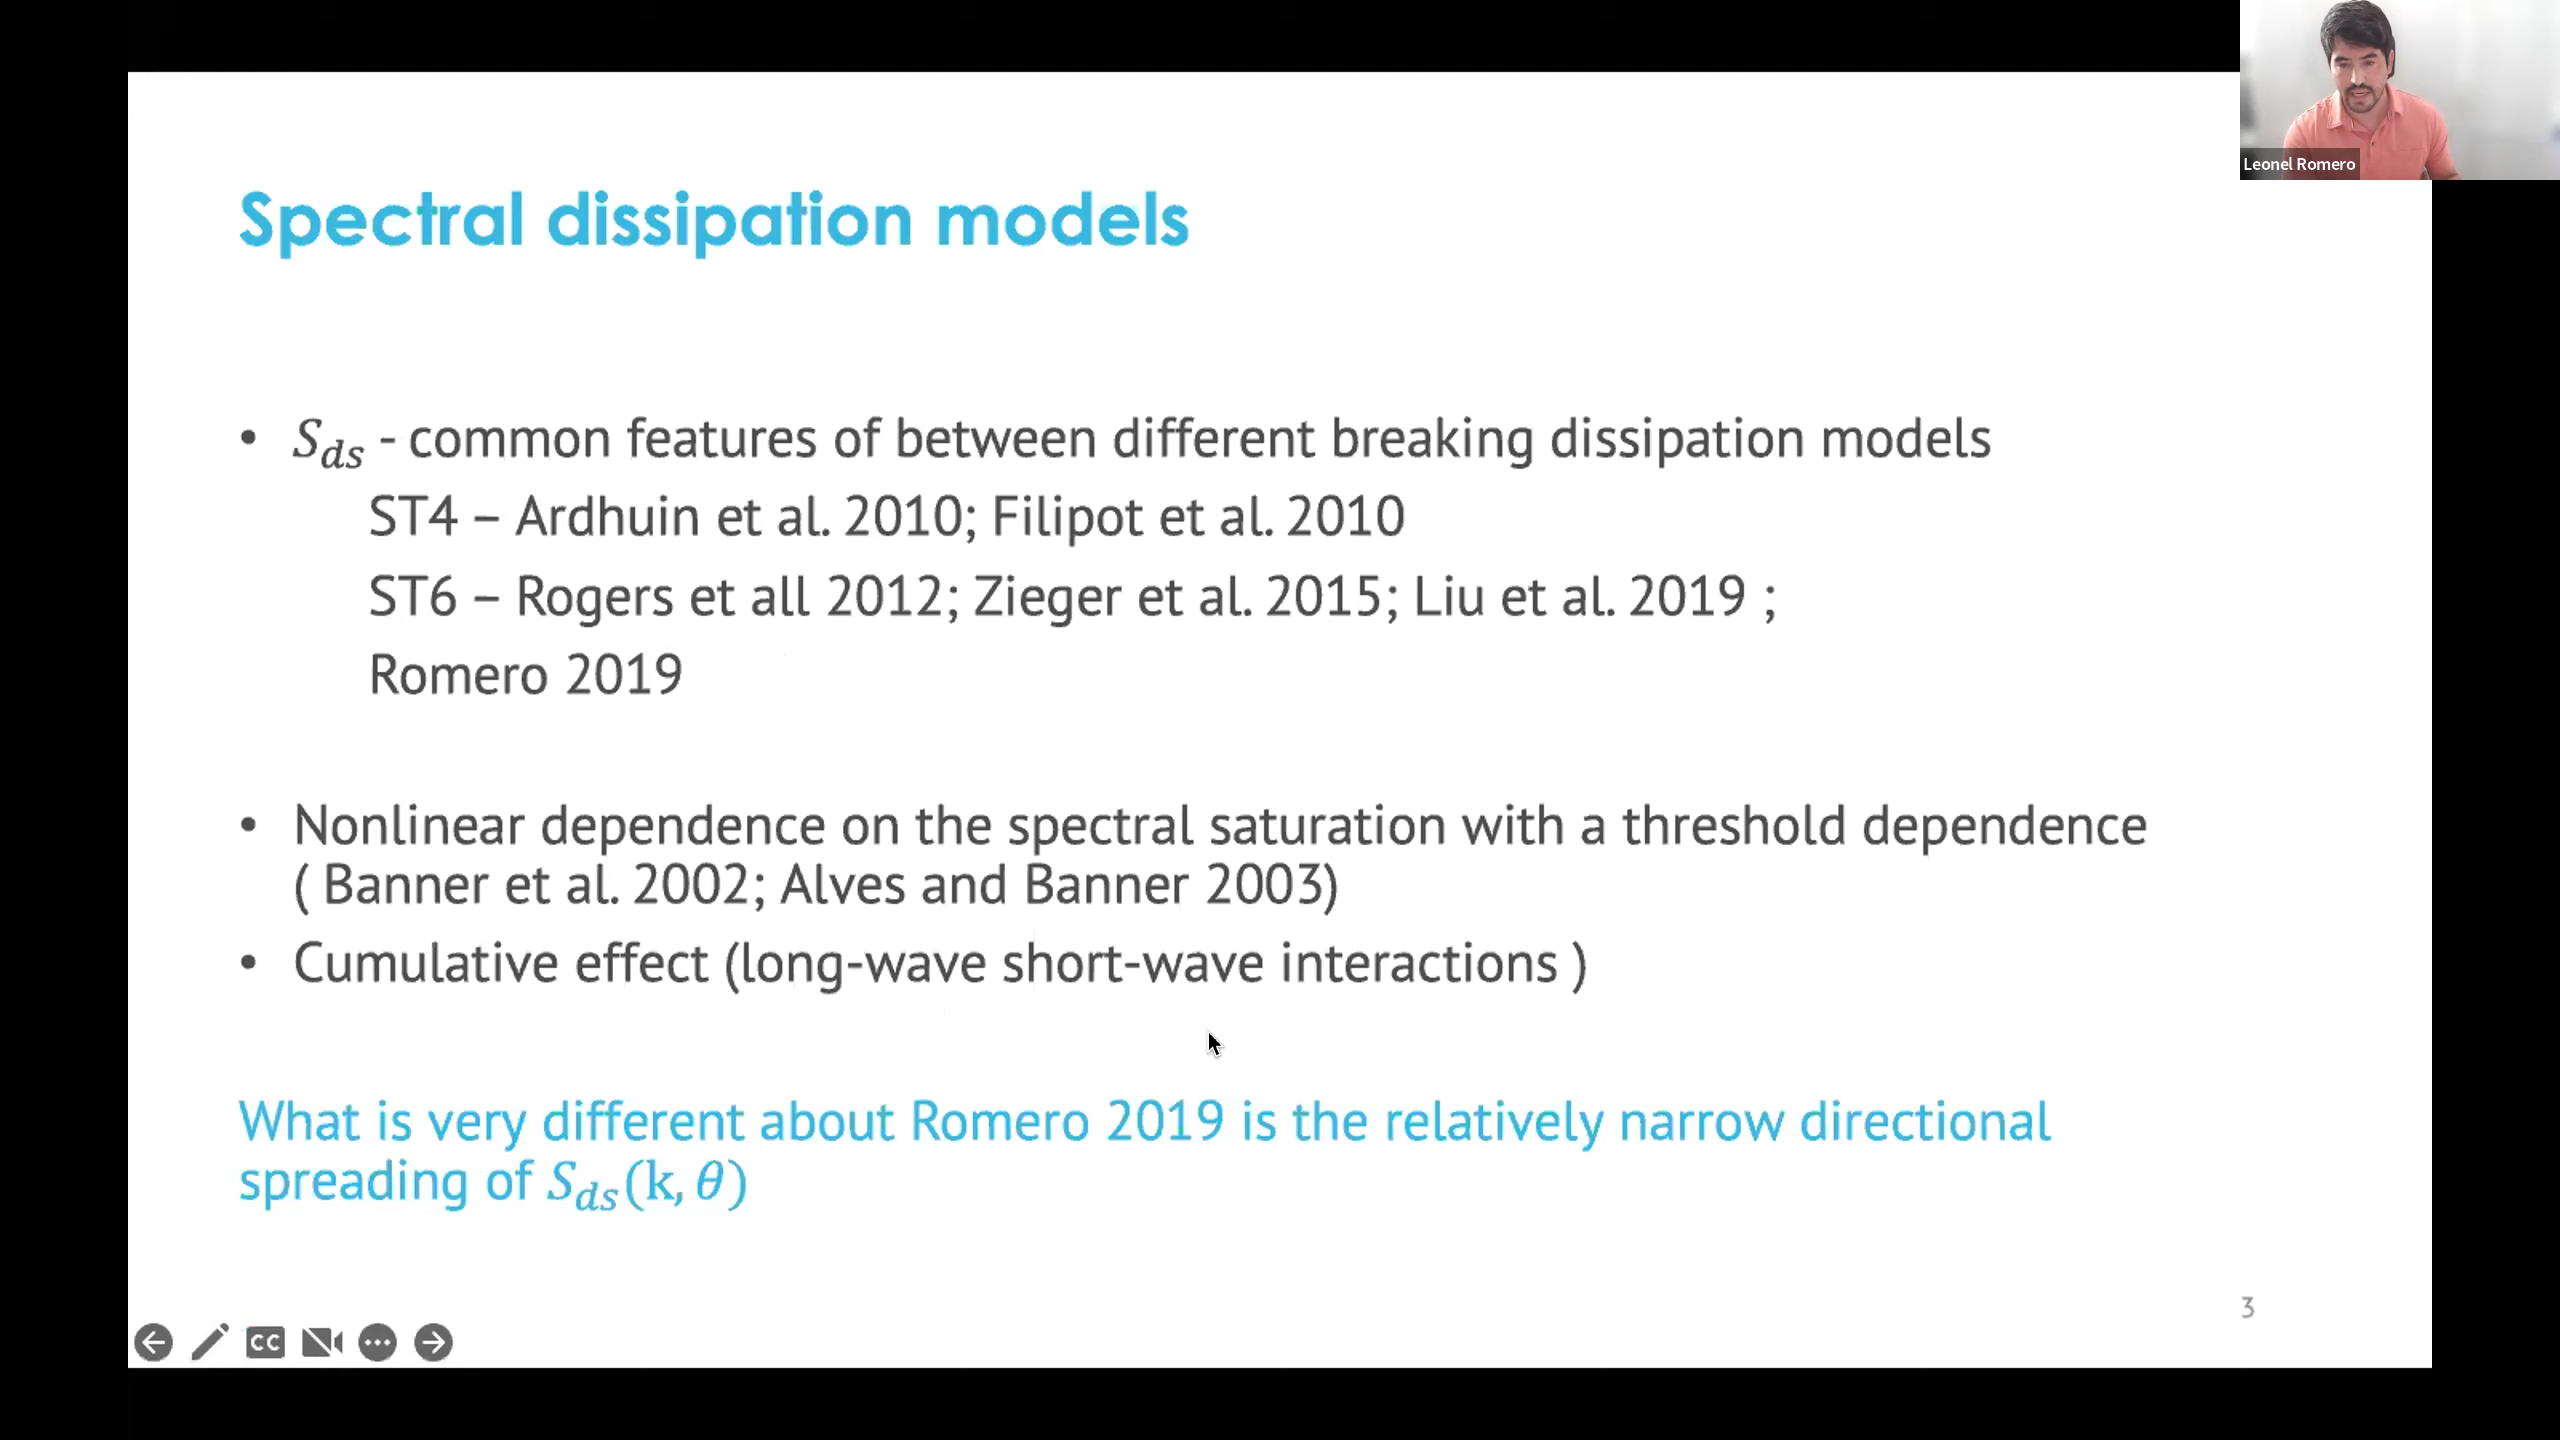 Leonel Romero
Spectral dissipation models
• S_ds - common features of between different breaking dissipation models
ST4 – Ardhuin et al. 2010; Filipot et al. 2010
ST6 – Rogers et all 2012; Zieger et al. 2015; Liu et al. 2019 ;
Romero 2019
• Nonlinear dependence on the spectral saturation with a threshold dependence
( Banner et al. 2002; Alves and Banner 2003)
• Cumulative effect (long-wave short-wave interactions )
What is very different about Romero 2019 is the relatively narrow directional
spreading of S_ds(k, θ)
3
CC